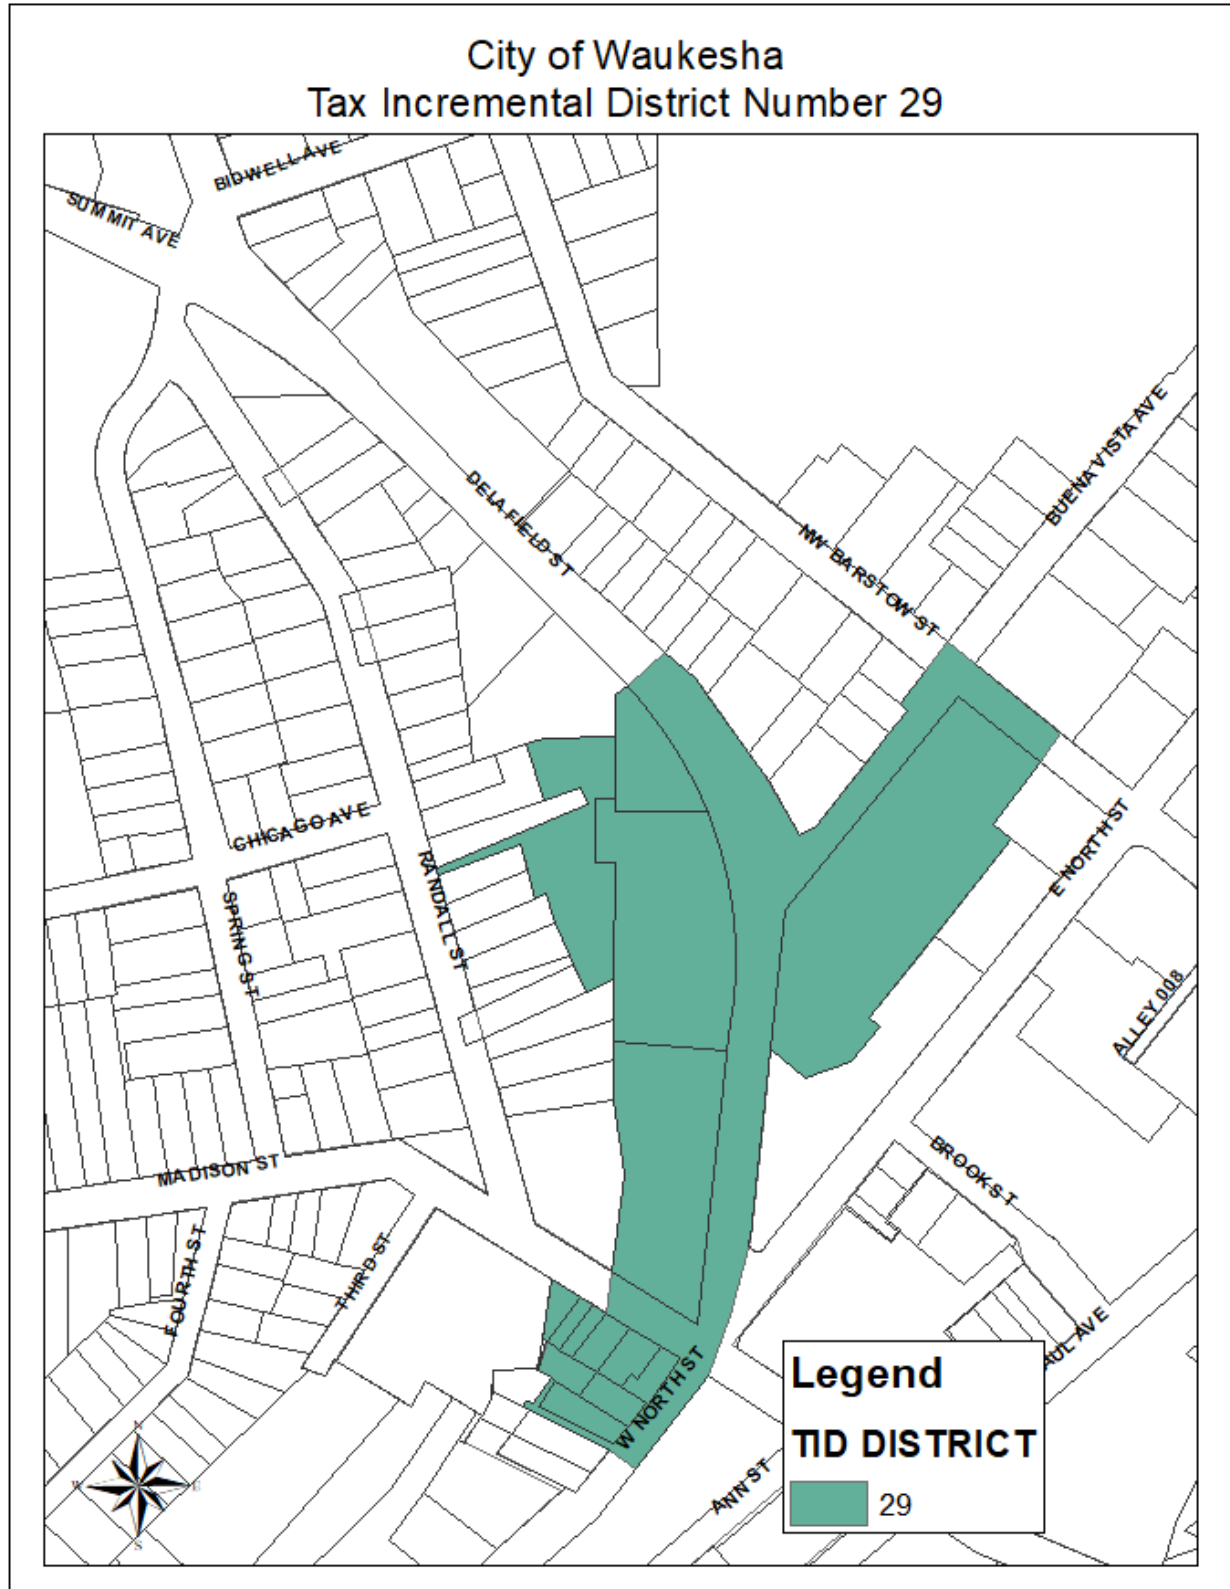 City of Waukesha
Tax Incremental District Number 29
BIDWELL AVE
SUMMIT AVE
BUENA VISTA AVE
DELAFIELD ST
NW BARSTOW ST
CHICAGO AVE
E NORTH ST
RANDALL ST
SPRING ST
ALLEY 008
BROOK ST
MADISON ST
FOURTH ST
THIRD ST
AUL AVE
W NORTH ST
ANN ST
Legend
TID DISTRICT
29
N
W
E
S